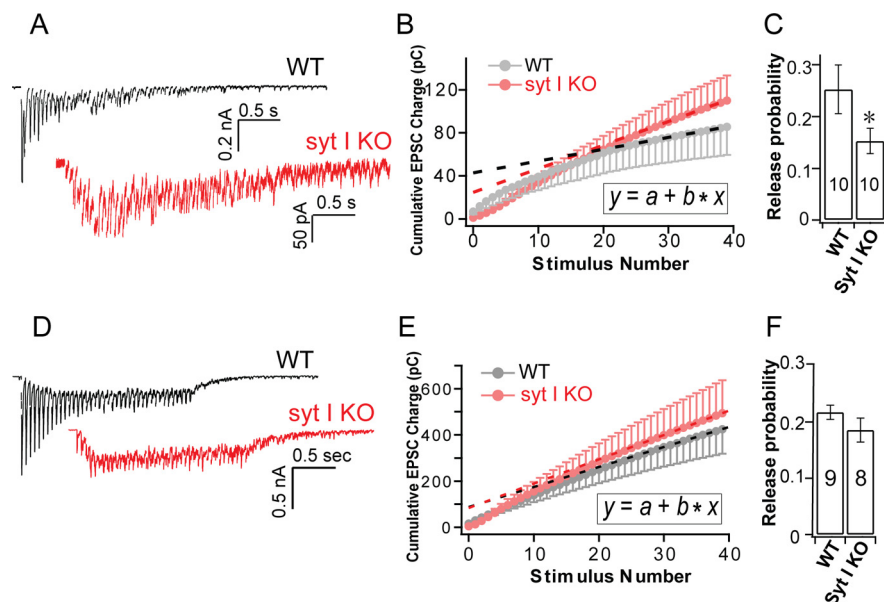 A
WT
0.2 nA
0.5 s
syt I KO
50 pA
0.5 s
B
Cumulative EPSC Charge (pC)
120
80
40
0
WT
syt I KO
y = a + b * x
0
10
20
30
40
Stimulus Number
C
Release probability
0.3
0.2
0.1
0
*
10
10
WT
Syt I KO
D
WT
syt I KO
0.5 nA
0.5 sec
E
Cumulative EPSC Charge (pC)
600
400
200
0
WT
syt I KO
y = a + b * x
0
10
20
30
40
Stimulus Number
F
Release probability
0.3
0.2
0.1
0
9
8
WT
Syt I KO